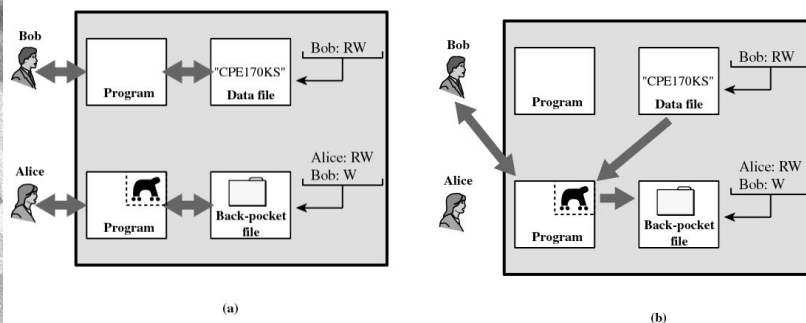 Bob
Program
"CPE170KS"
Data file
Bob: RW
Alice
Program
Back-pocket
file
Alice: RW
Bob: W
(a)
Bob
Program
"CPE170KS"
Data file
Bob: RW
Alice
Program
Back-pocket
file
Alice: RW
Bob: W
(b)